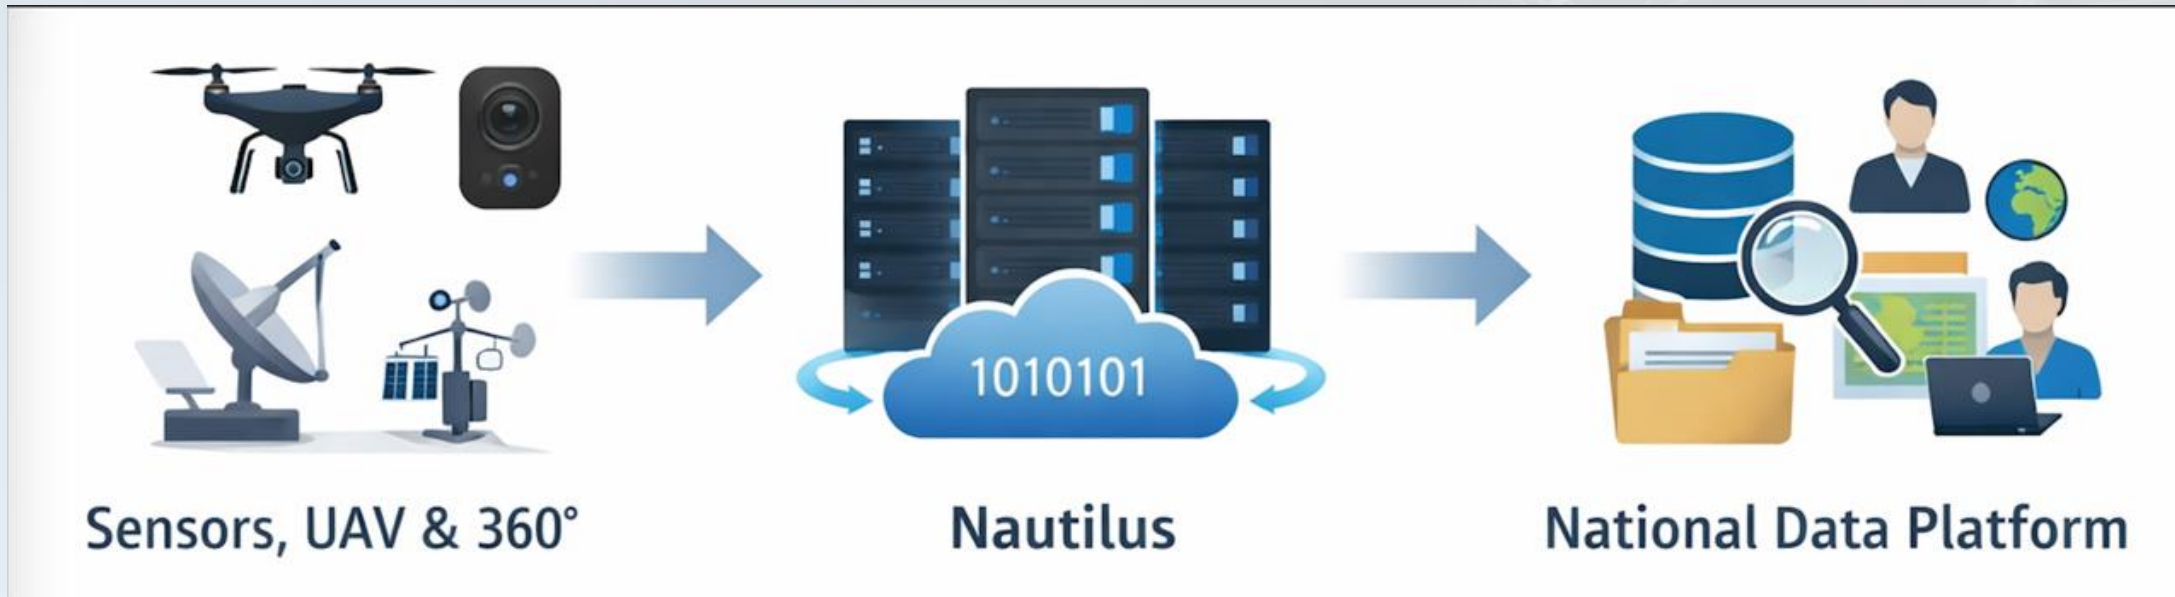 1010101
Sensors, UAV & 360°
Nautilus
National Data Platform